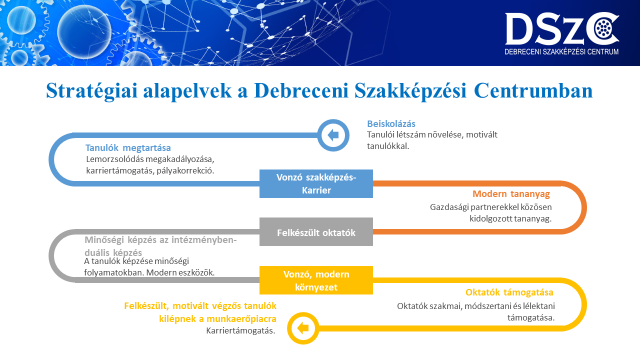 DSzC
DEBRECENI SZAKKÉPZÉSI CENTRUM
Stratégiai alapelvek a Debreceni Szakképzési Centrumban
Beiskolázás
Tanulói létszám növelése, motivált
tanulókkal.
Tanulók megtartása
Lemorzsolódás megakadályozása,
karriertámogatás, pályakorrekció.
Vonzó szakképzés-
Karrier
Modern tananyag
Gazdasági partnerekkel közösen
kidolgozott tananyag.
Felkészült oktatók
Minőségi képzés az intézményben-
duális képzés
A tanulók képzése minőségi
folyamatokban. Modern eszközök.
Vonzó, modern
környezet
Oktatók támogatása
Oktatók szakmai, módszertani és lélektani
támogatása.
Felkészült, motivált végzős tanulók
kilépnek a munkaerőpiacra
Karriertámogatás.